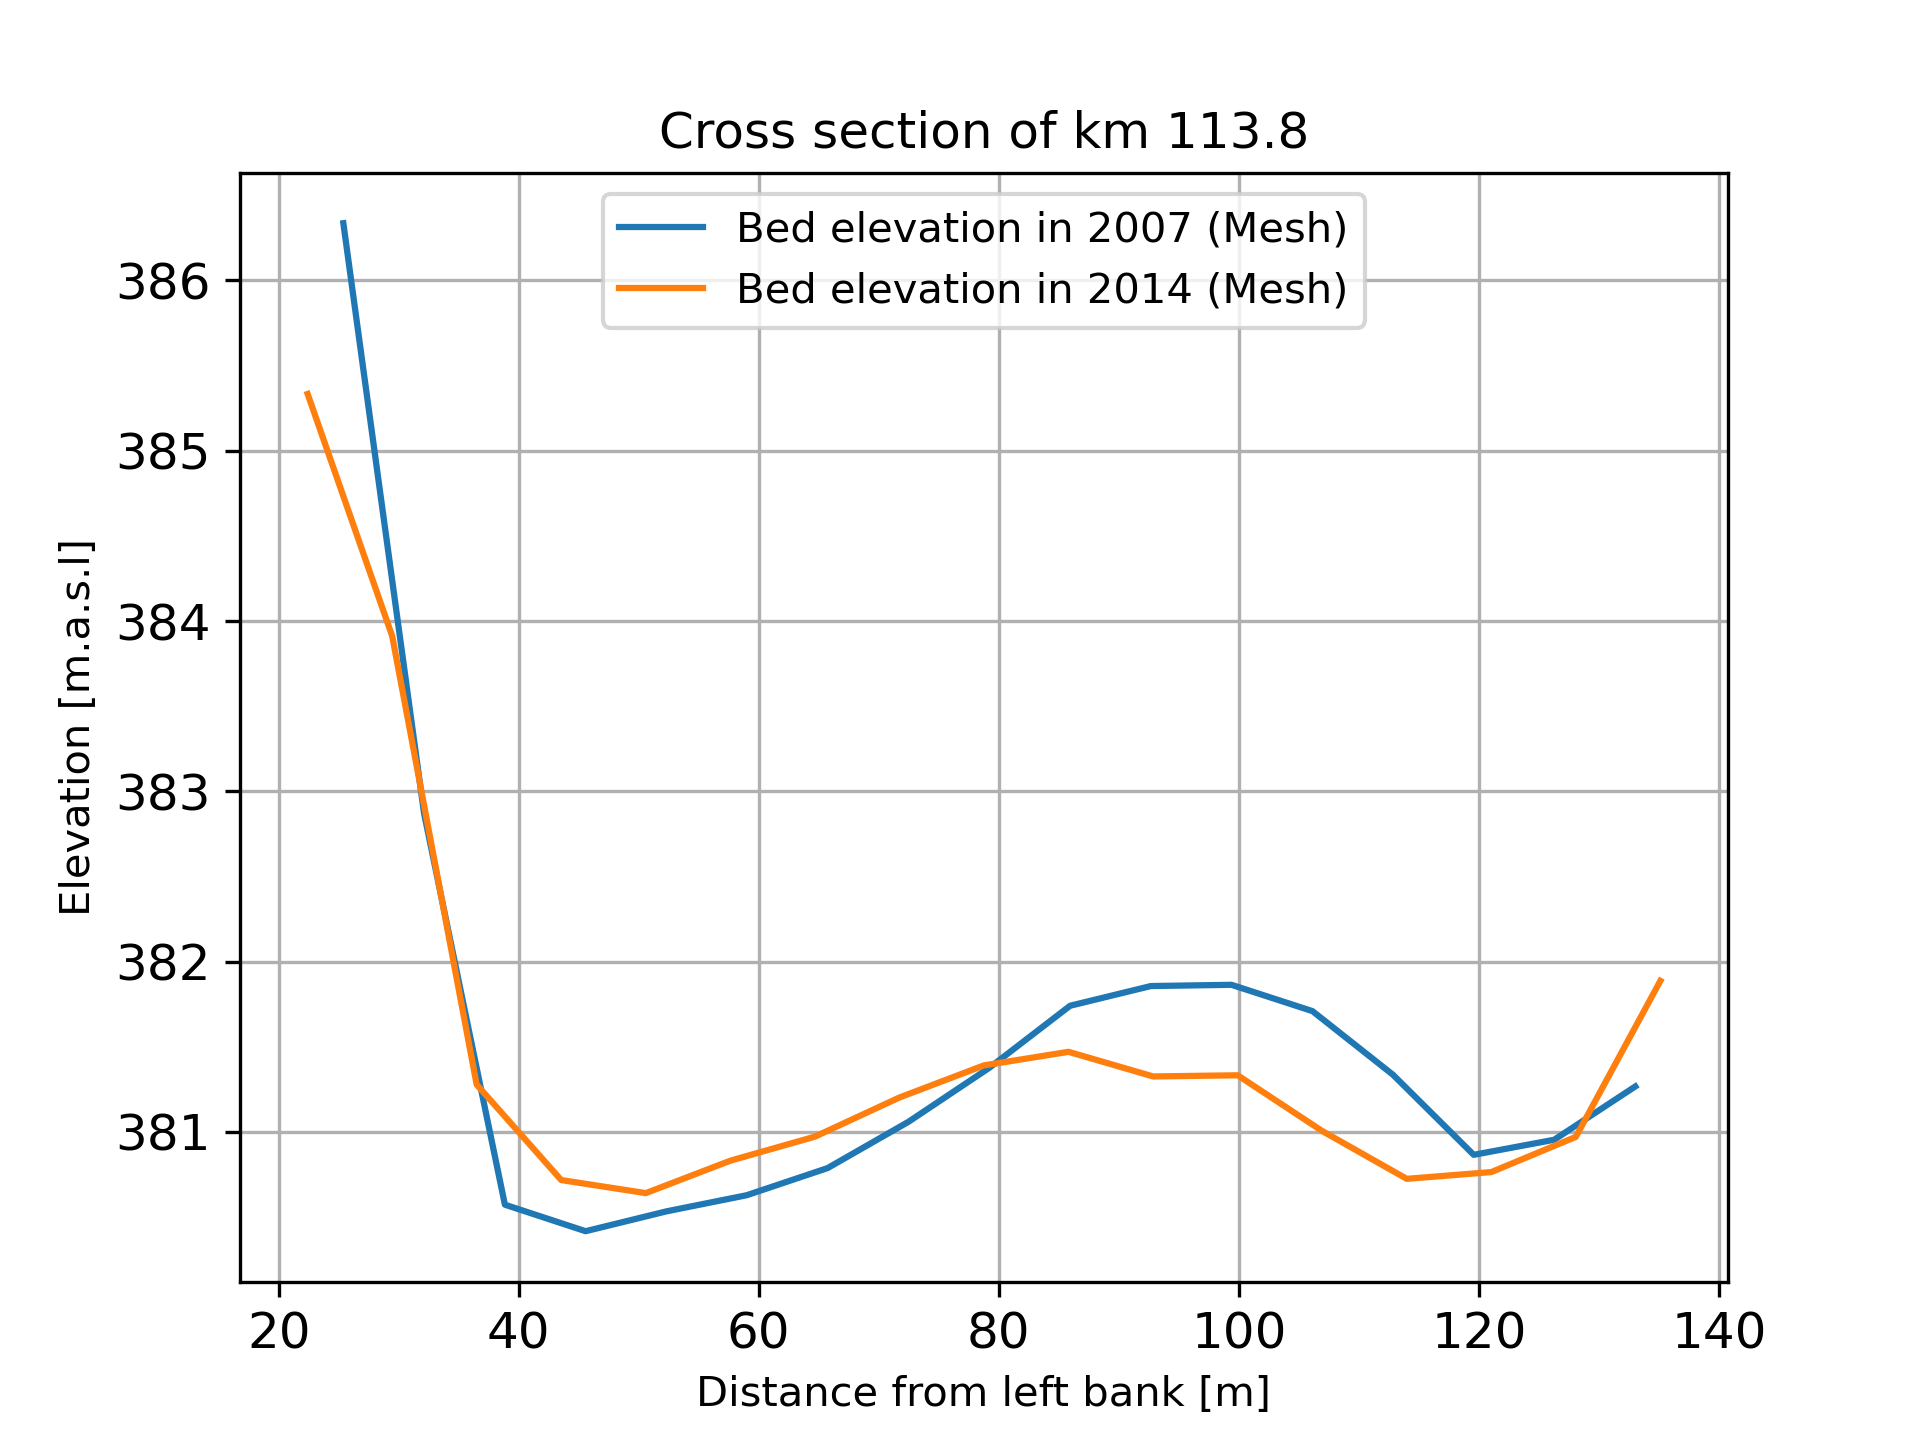 Cross section of km 113.8
Bed elevation in 2007 (Mesh)
Bed elevation in 2014 (Mesh)
386
385
384
383
382
381
Elevation [m.a.s.l]
20 40 60 80 100 120 140
Distance from left bank [m]